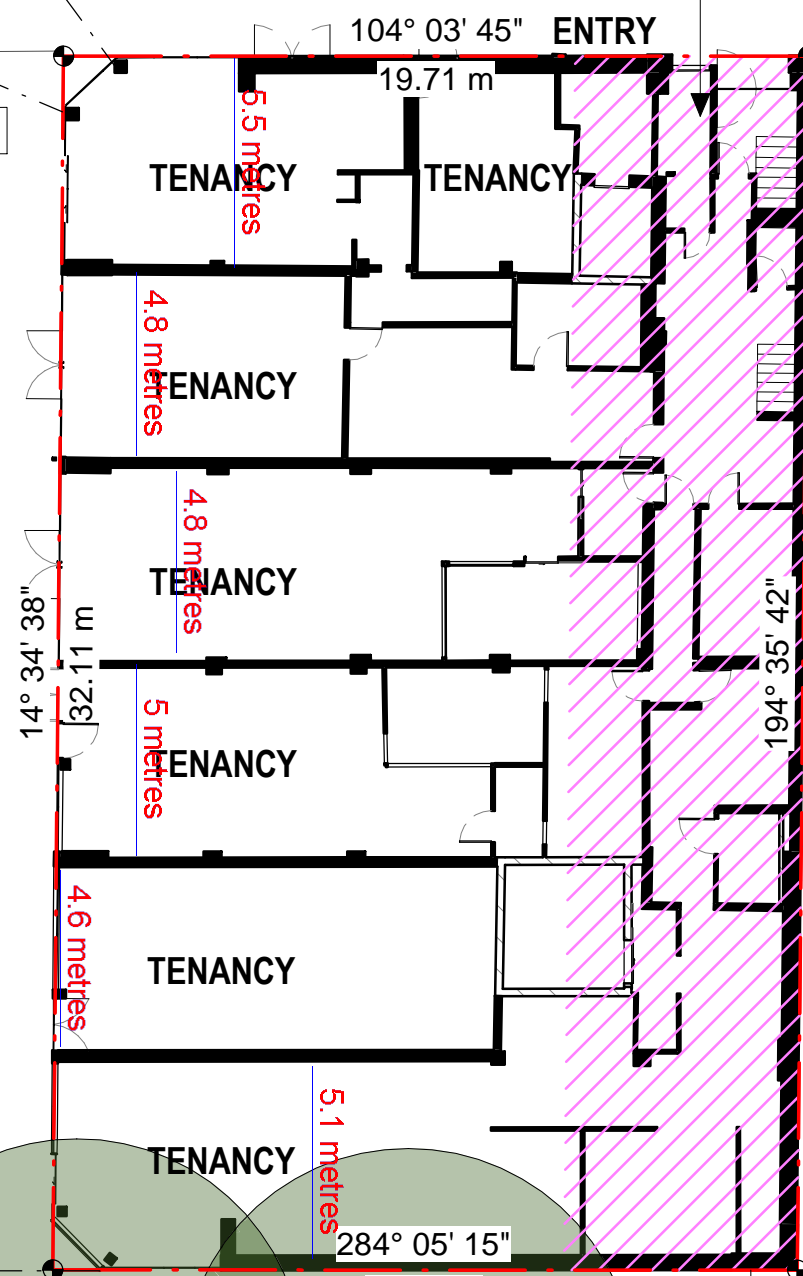 104° 03' 45"
ENTRY
19.71 m
5.5 metres
TENANCY
TENANCY
4.8 metres
TENANCY
4.8 metres
TENANCY
14° 34' 38"
32.11 m
194° 35' 42"
5 metres
TENANCY
4.6 metres
TENANCY
5.1 metres
TENANCY
284° 05' 15"